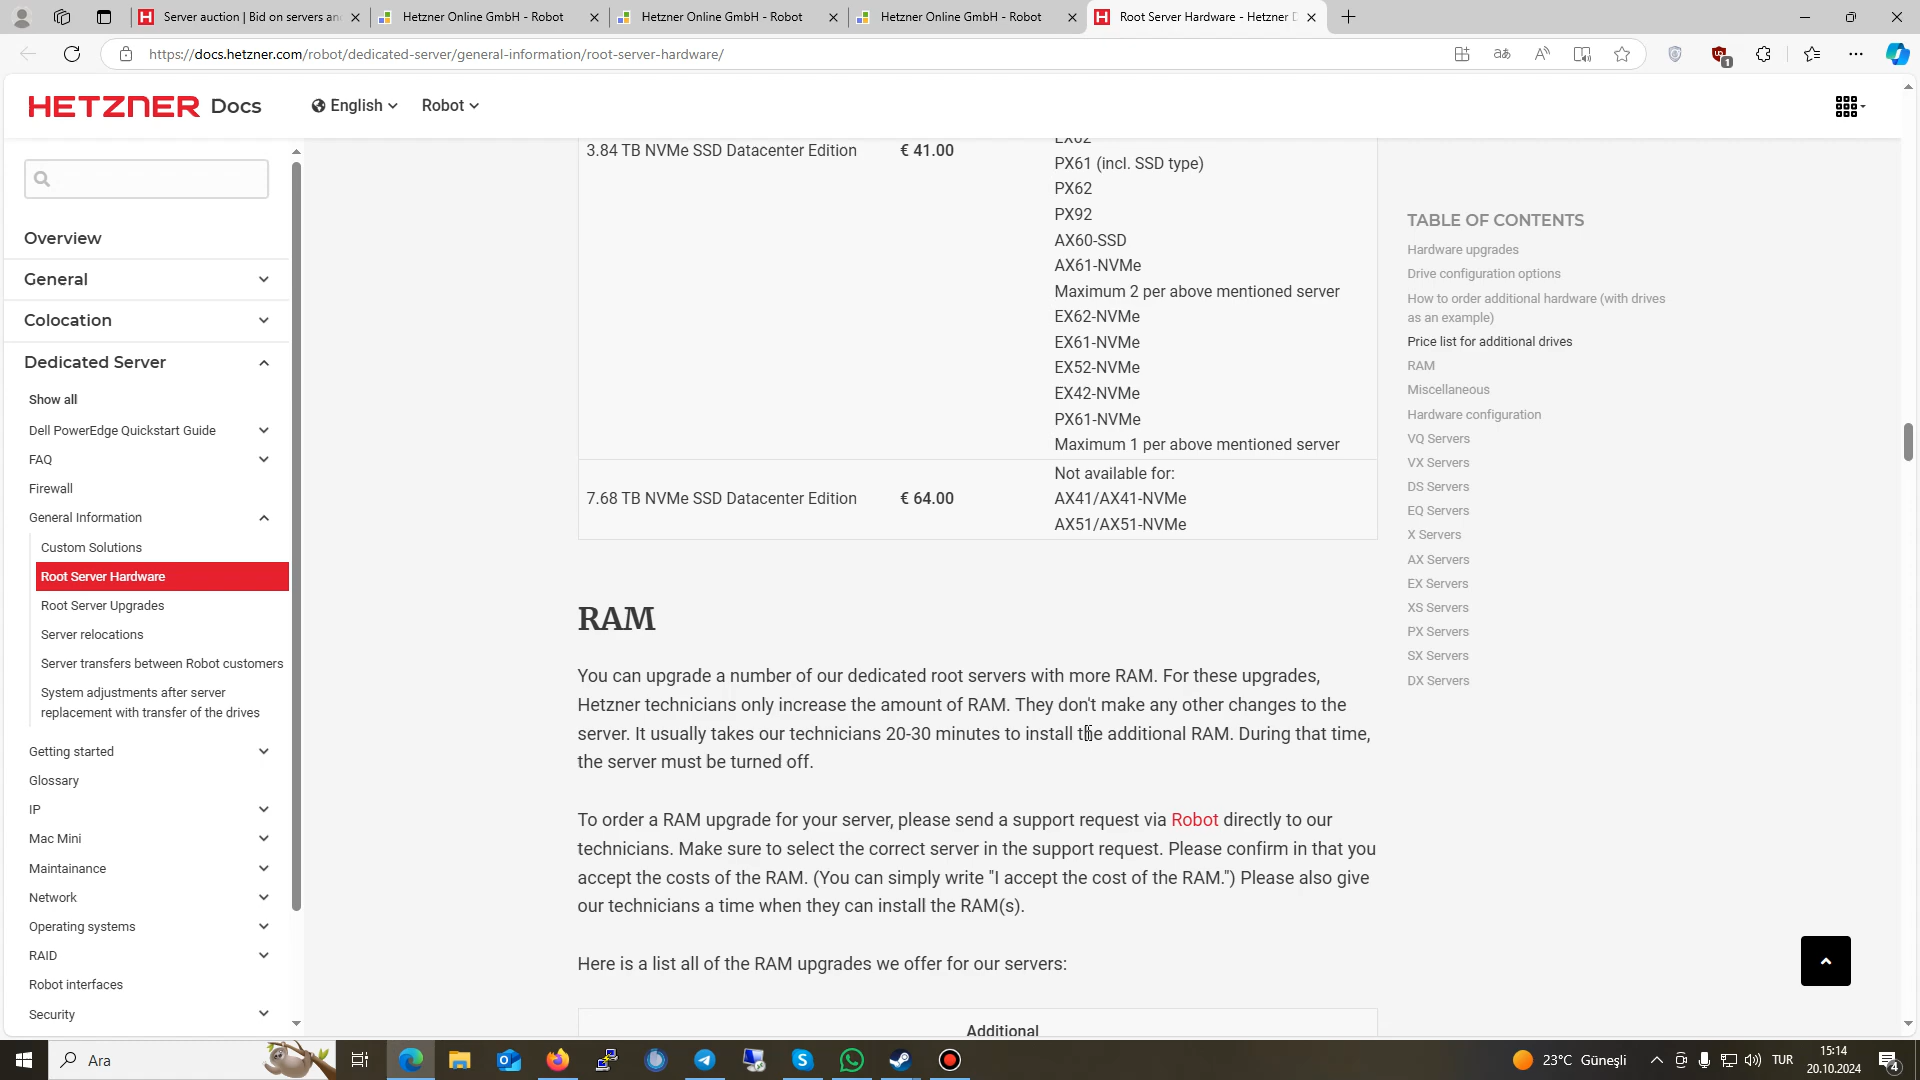 Server auction | Bid on servers an
Hetzner Online GmbH - Robot
Hetzner Online GmbH - Robot
Hetzner Online GmbH - Robot
Root Server Hardware - Hetzner D
https://docs.hetzner.com/robot/dedicated-server/general-information/root-server-hardware/
HETZNER Docs
English
Robot
Overview
General
Colocation
Dedicated Server
Show all
Dell PowerEdge Quickstart Guide
FAQ
Firewall
General Information
Custom Solutions
Root Server Hardware
Root Server Upgrades
Server relocations
Server transfers between Robot customers
System adjustments after server
replacement with transfer of the drives
Getting started
Glossary
IP
Mac Mini
Maintainance
Network
Operating systems
RAID
Robot interfaces
Security
EX62
3.84 TB NVMe SSD Datacenter Edition € 41.00
PX61 (incl. SSD type)
PX62
PX92
AX60-SSD
AX61-NVMe
Maximum 2 per above mentioned server
EX62-NVMe
EX61-NVMe
EX52-NVMe
EX42-NVMe
PX61-NVMe
Maximum 1 per above mentioned server
Not available for:
7.68 TB NVMe SSD Datacenter Edition € 64.00 AX41/AX41-NVMe
AX51/AX51-NVMe
RAM
You can upgrade a number of our dedicated root servers with more RAM. For these upgrades,
Hetzner technicians only increase the amount of RAM. They don't make any other changes to the
server. It usually takes our technicians 20-30 minutes to install the additional RAM. During that time,
the server must be turned off.
To order a RAM upgrade for your server, please send a support request via Robot directly to our
technicians. Make sure to select the correct server in the support request. Please confirm in that you
accept the costs of the RAM. (You can simply write "I accept the cost of the RAM.") Please also give
our technicians a time when they can install the RAM(s).
Here is a list all of the RAM upgrades we offer for our servers:
Additional
TABLE OF CONTENTS
Hardware upgrades
Drive configuration options
How to order additional hardware (with drives
as an example)
Price list for additional drives
RAM
Miscellaneous
Hardware configuration
VQ Servers
VX Servers
DS Servers
EQ Servers
X Servers
AX Servers
EX Servers
XS Servers
PX Servers
SX Servers
DX Servers
Ara
23°C Güneşli
TUR
15:14
20.10.2024
4